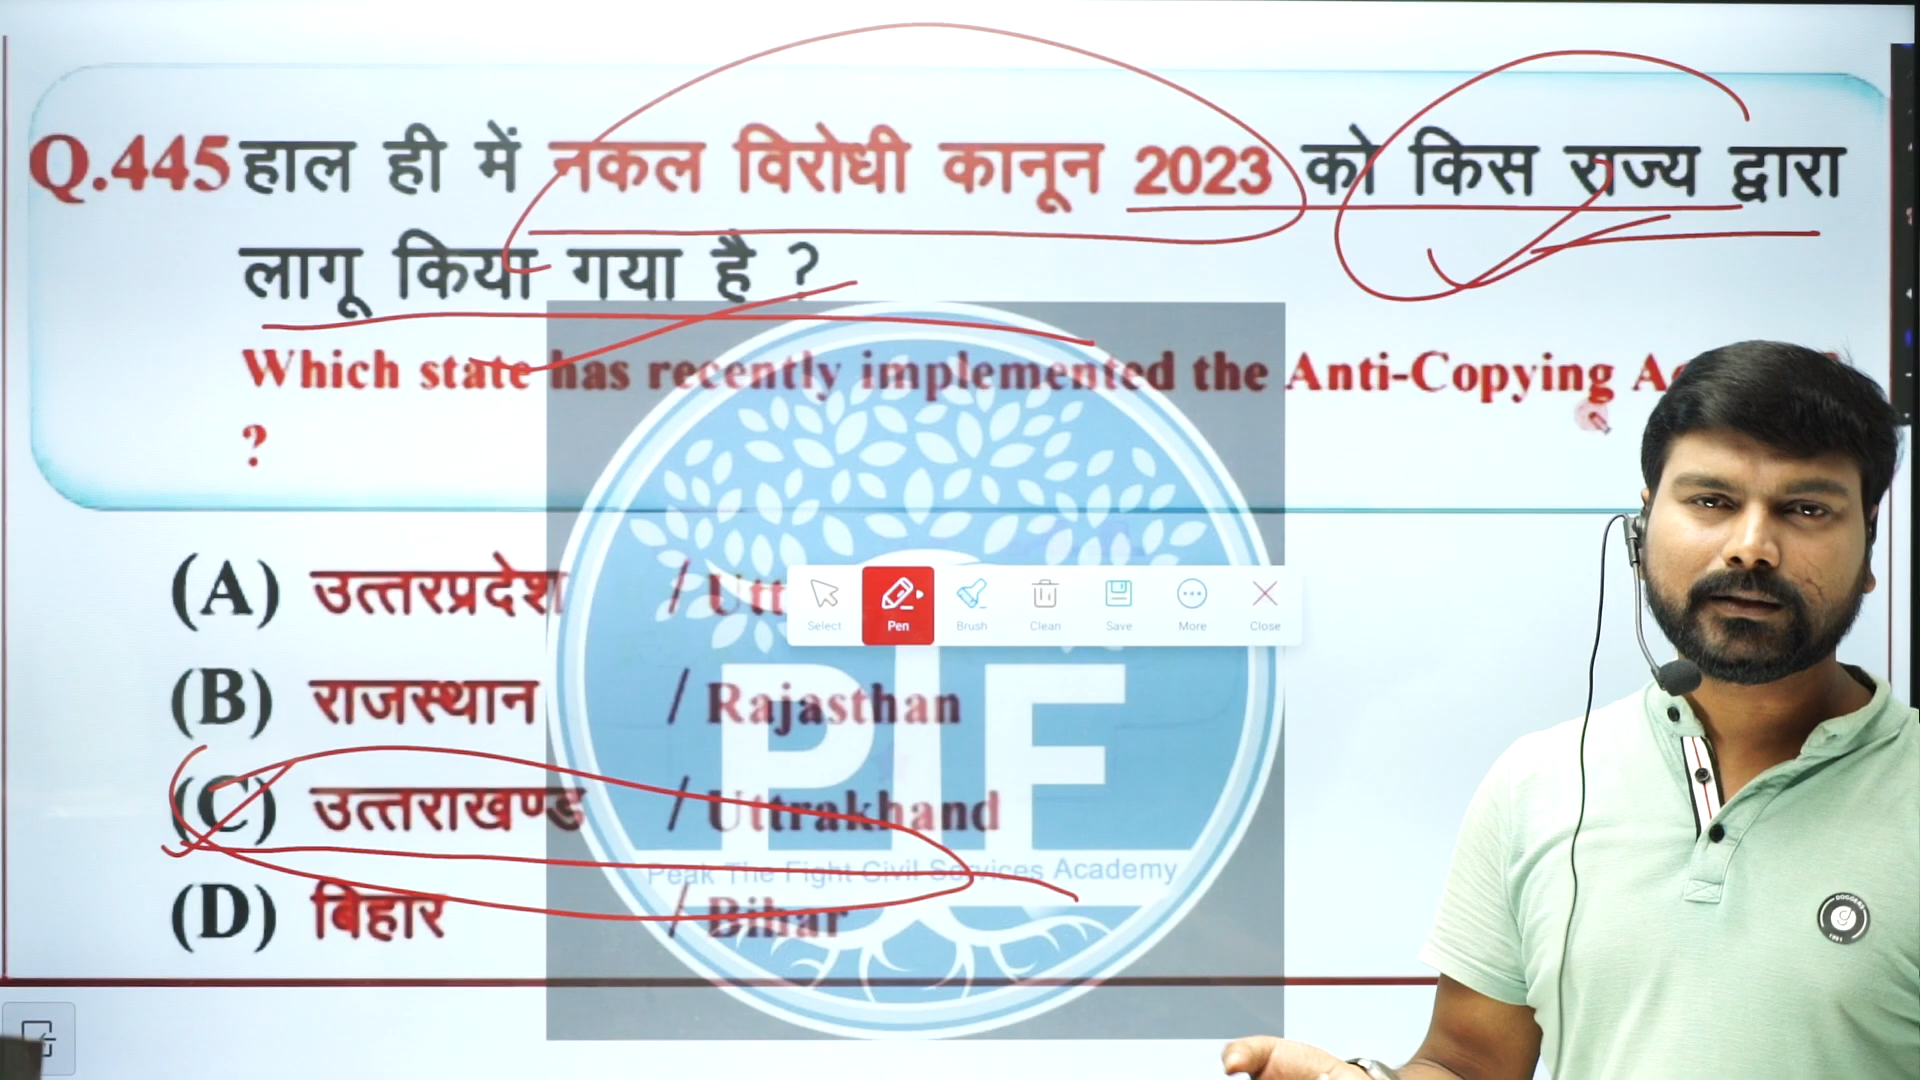 Q.445 हाल ही में नकल विरोधी कानून 2023 को किस राज्य द्वारा
लागू किया गया है ?
Which state has recently implemented the Anti-Copying
?
(A) उत्तरप्रदेश /
(B) राजस्थान / Rajasthan
(C) उत्तराखण्ड / Uttrakhand
(D) बिहार / Bihar
Select Pen Brush Clean Save More Close
PTF
Peak The Fight Civil Services Academy